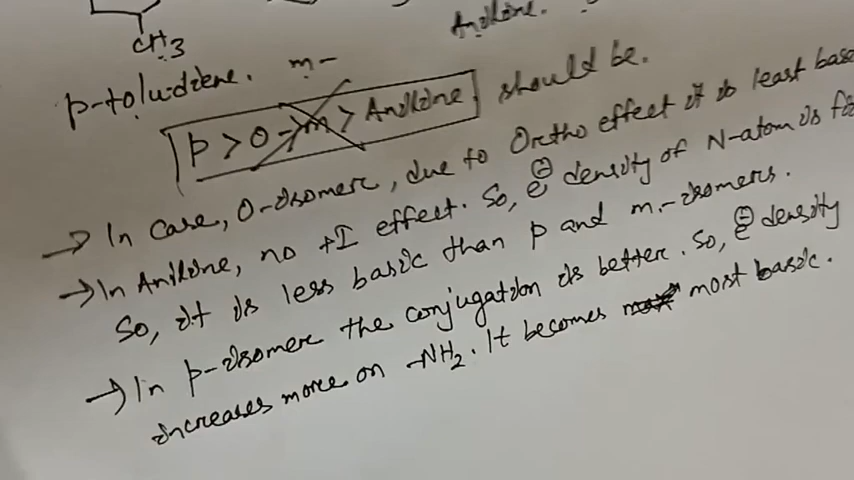 CH3
Aniline.
p-toluidiene. m-
p > o -> m > Aniline should be.
-> In case, o-isomer, due to Ortho effect it is least base
-> In Aniline, no +I effect. So, e⊖ density of N-atom is
So, it is less basic than p and m.-isomers.
-> In p-isomer the conjugation is better. So, e⊖ density
increases more on -NH2. It becomes most basic.